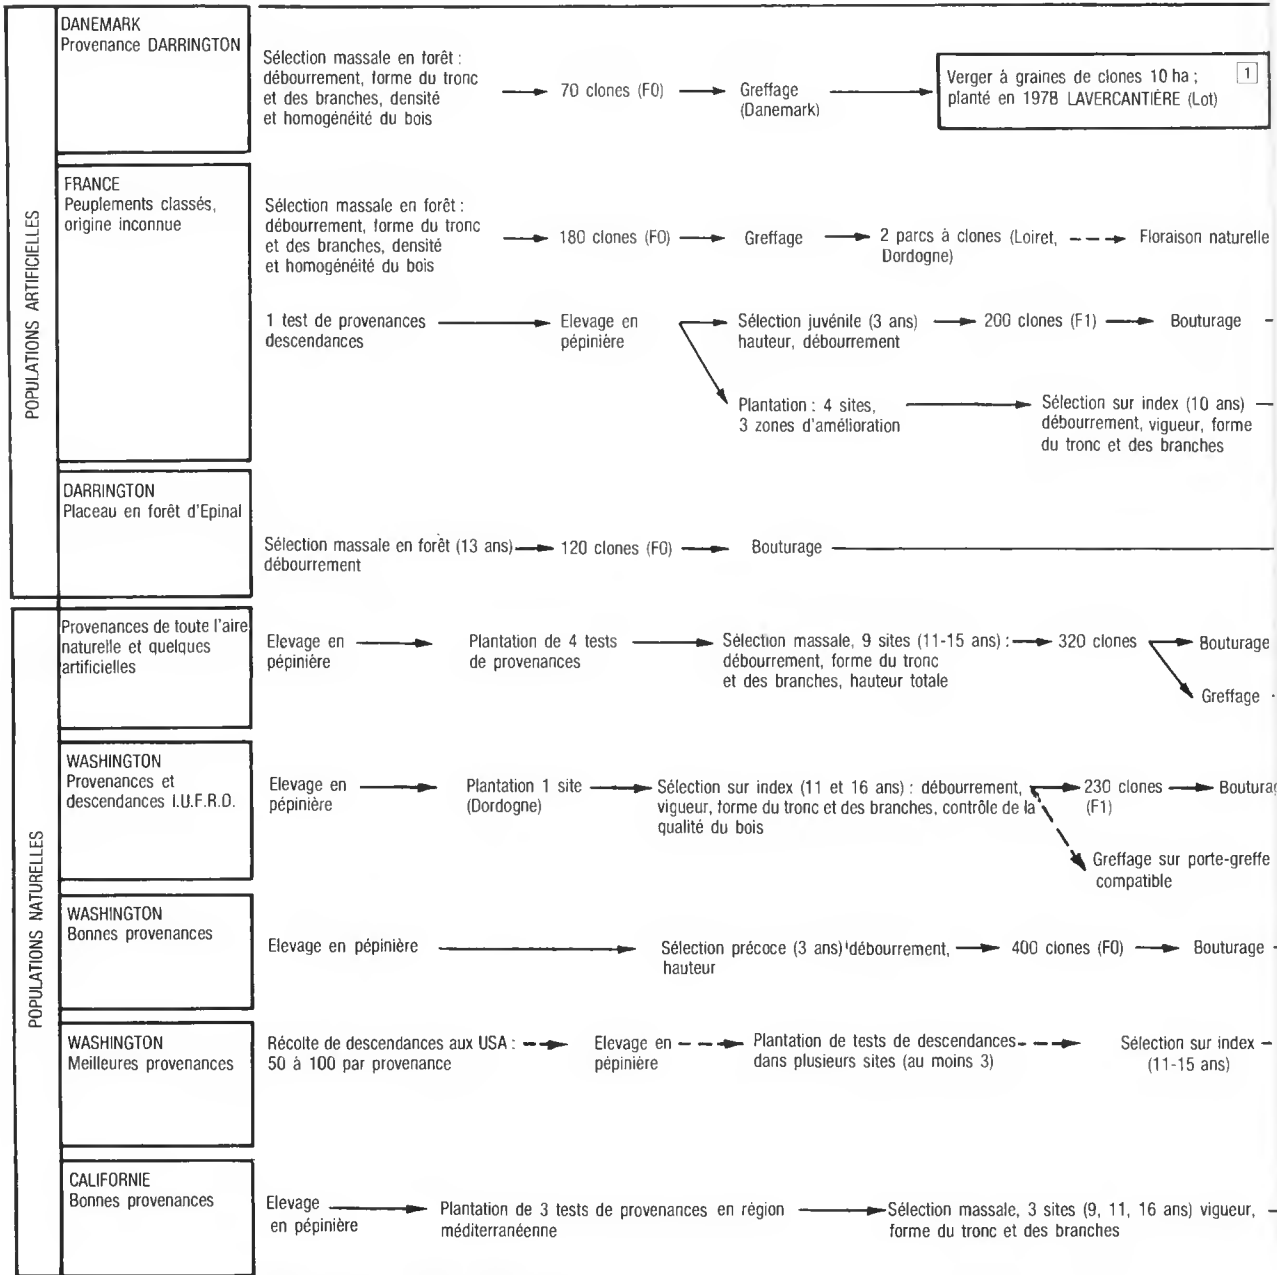 POPULATIONS ARTIFICIELLES
DANEMARK
Provenance DARRINGTON
Sélection massale en forêt :
débourrement, forme du tronc
et des branches, densité
et homogénéité du bois
70 clones (F0)
Greffage
(Danemark)
Verger à graines de clones 10 ha ;
planté en 1978 LAVERCANTIÈRE (Lot)
1
FRANCE
Peuplements classés,
origine inconnue
Sélection massale en forêt :
débourrement, forme du tronc
et des branches, densité
et homogénéité du bois
180 clones (F0)
Greffage
2 parcs à clones (Loiret,
Dordogne)
Floraison naturelle
1 test de provenances
descendances
Elevage en
pépinière
Sélection juvénile (3 ans)
hauteur, débourrement
200 clones (F1)
Bouturage
Plantation : 4 sites,
3 zones d'amélioration
Sélection sur index (10 ans)
débourrement, vigueur, forme
du tronc et des branches
DARRINGTON
Placeau en forêt d'Epinal
Sélection massale en forêt (13 ans)
débourrement
120 clones (F0)
Bouturage
POPULATIONS NATURELLES
Provenances de toute l'aire
naturelle et quelques
artificielles
Elevage en
pépinière
Plantation de 4 tests
de provenances
Sélection massale, 9 sites (11-15 ans) :
débourrement, forme du tronc
et des branches, hauteur totale
320 clones
Bouturage
Greffage
WASHINGTON
Provenances et
descendances I.U.F.R.O.
Elevage en
pépinière
Plantation 1 site
(Dordogne)
Sélection sur index (11 et 16 ans) : débourrement,
vigueur, forme du tronc et des branches, contrôle de la
qualité du bois
230 clones
(F1)
Boutura
Greffage sur porte-greffe
compatible
WASHINGTON
Bonnes provenances
Elevage en pépinière
Sélection précoce (3 ans) débourrement,
hauteur
400 clones (F0)
Bouturage
WASHINGTON
Meilleures provenances
Récolte de descendances aux USA :
50 à 100 par provenance
Elevage en
pépinière
Plantation de tests de descendances
dans plusieurs sites (au moins 3)
Sélection sur index
(11-15 ans)
CALIFORNIE
Bonnes provenances
Elevage
en pépinière
Plantation de 3 tests de provenances en région
méditerranéenne
Sélection massale, 3 sites (9, 11, 16 ans) vigueur,
forme du tronc et des branches